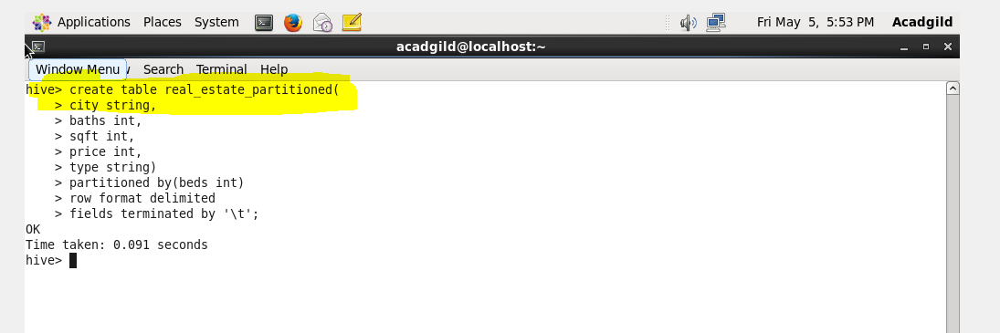 Applications Places System Fri May 5, 5:53 PM Acadgild
acadgild@localhost:~
Window Menu Search Terminal Help
hive> create table real_estate_partitioned(
> city string,
> baths int,
> sqft int,
> price int,
> type string)
> partitioned by(beds int)
> row format delimited
> fields terminated by '\t';
OK
Time taken: 0.091 seconds
hive>